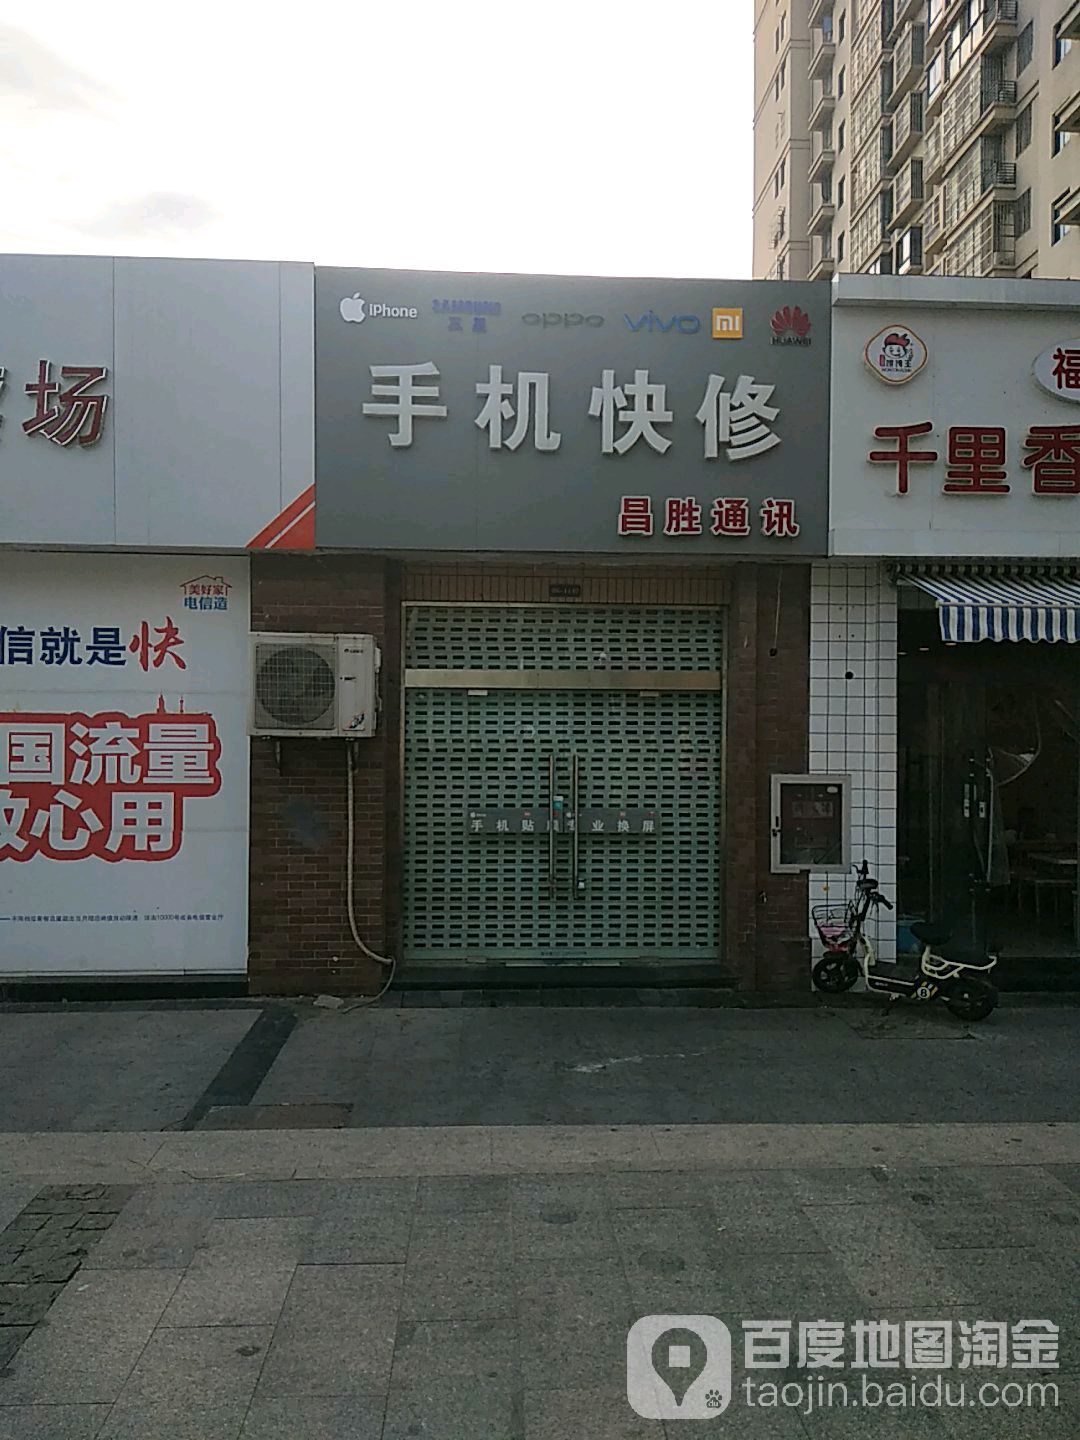 iPhone
SAMSUNG
三星
oppo
vivo
MI
HUAWEI
手机快修
昌胜通讯
场
千里香
福
美好家
电信造
信就是快
国流量
放心用
手机贴膜专业换屏
百度地图淘金
taojin.baidu.com